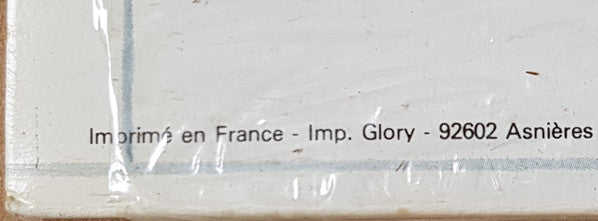 Imprimé en France - Imp. Glory - 92602 Asnières